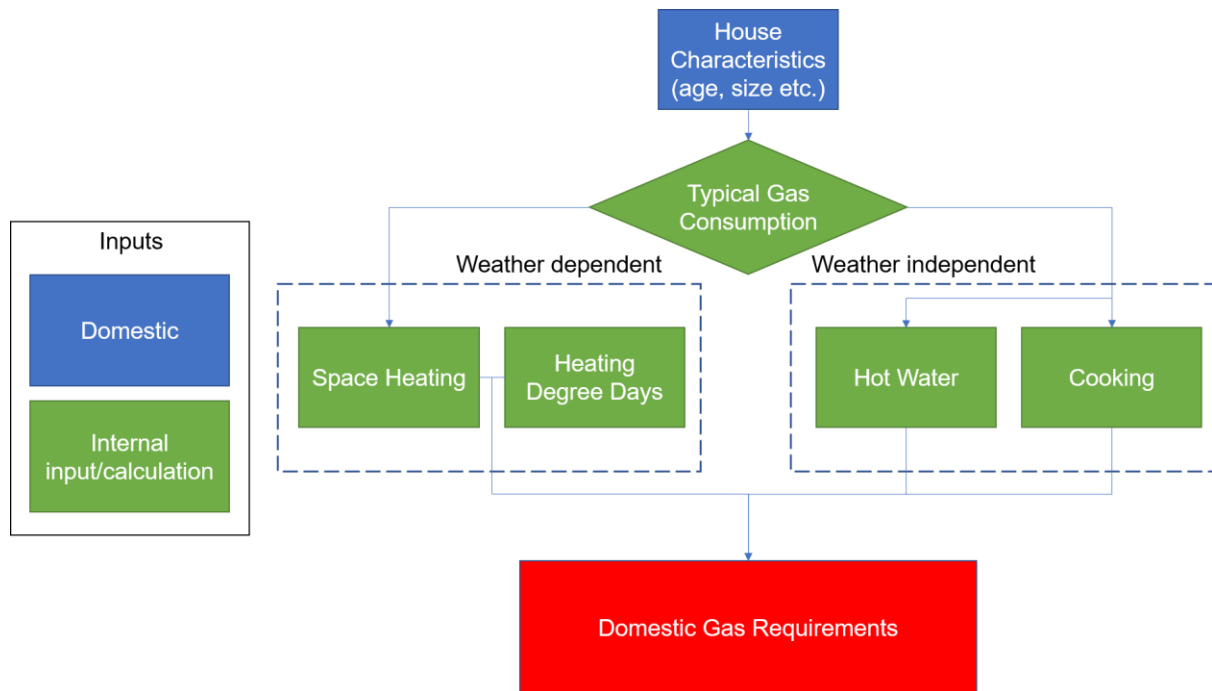 House
Characteristics
(age, size etc.)
Typical Gas
Consumption
Inputs
Domestic
Internal
input/calculation
Weather dependent
Weather independent
Space Heating
Heating
Degree Days
Hot Water
Cooking
Domestic Gas Requirements